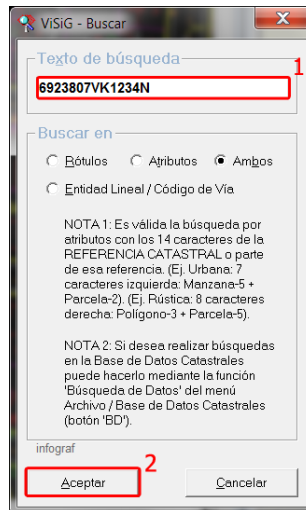 ViSiG - Buscar
Texto de búsqueda
1
6923807VK1234N
Buscar en
Rótulos Atributos Ambos
Entidad Lineal / Código de Vía
NOTA 1: Es válida la búsqueda por
atributos con los 14 caracteres de la
REFERENCIA CATASTRAL o parte
de esa referencia. (Ej. Urbana: 7
caracteres izquierda: Manzana-5 +
Parcela-2). (Ej. Rústica: 8 caracteres
derecha: Polígono-3 + Parcela-5).
NOTA 2: Si desea realizar búsquedas
en la Base de Datos Catastrales
puede hacerlo mediante la función
'Búsqueda de Datos' del menú
Archivo / Base de Datos Catastrales
(botón 'BD').
infograf
2
Aceptar Cancelar